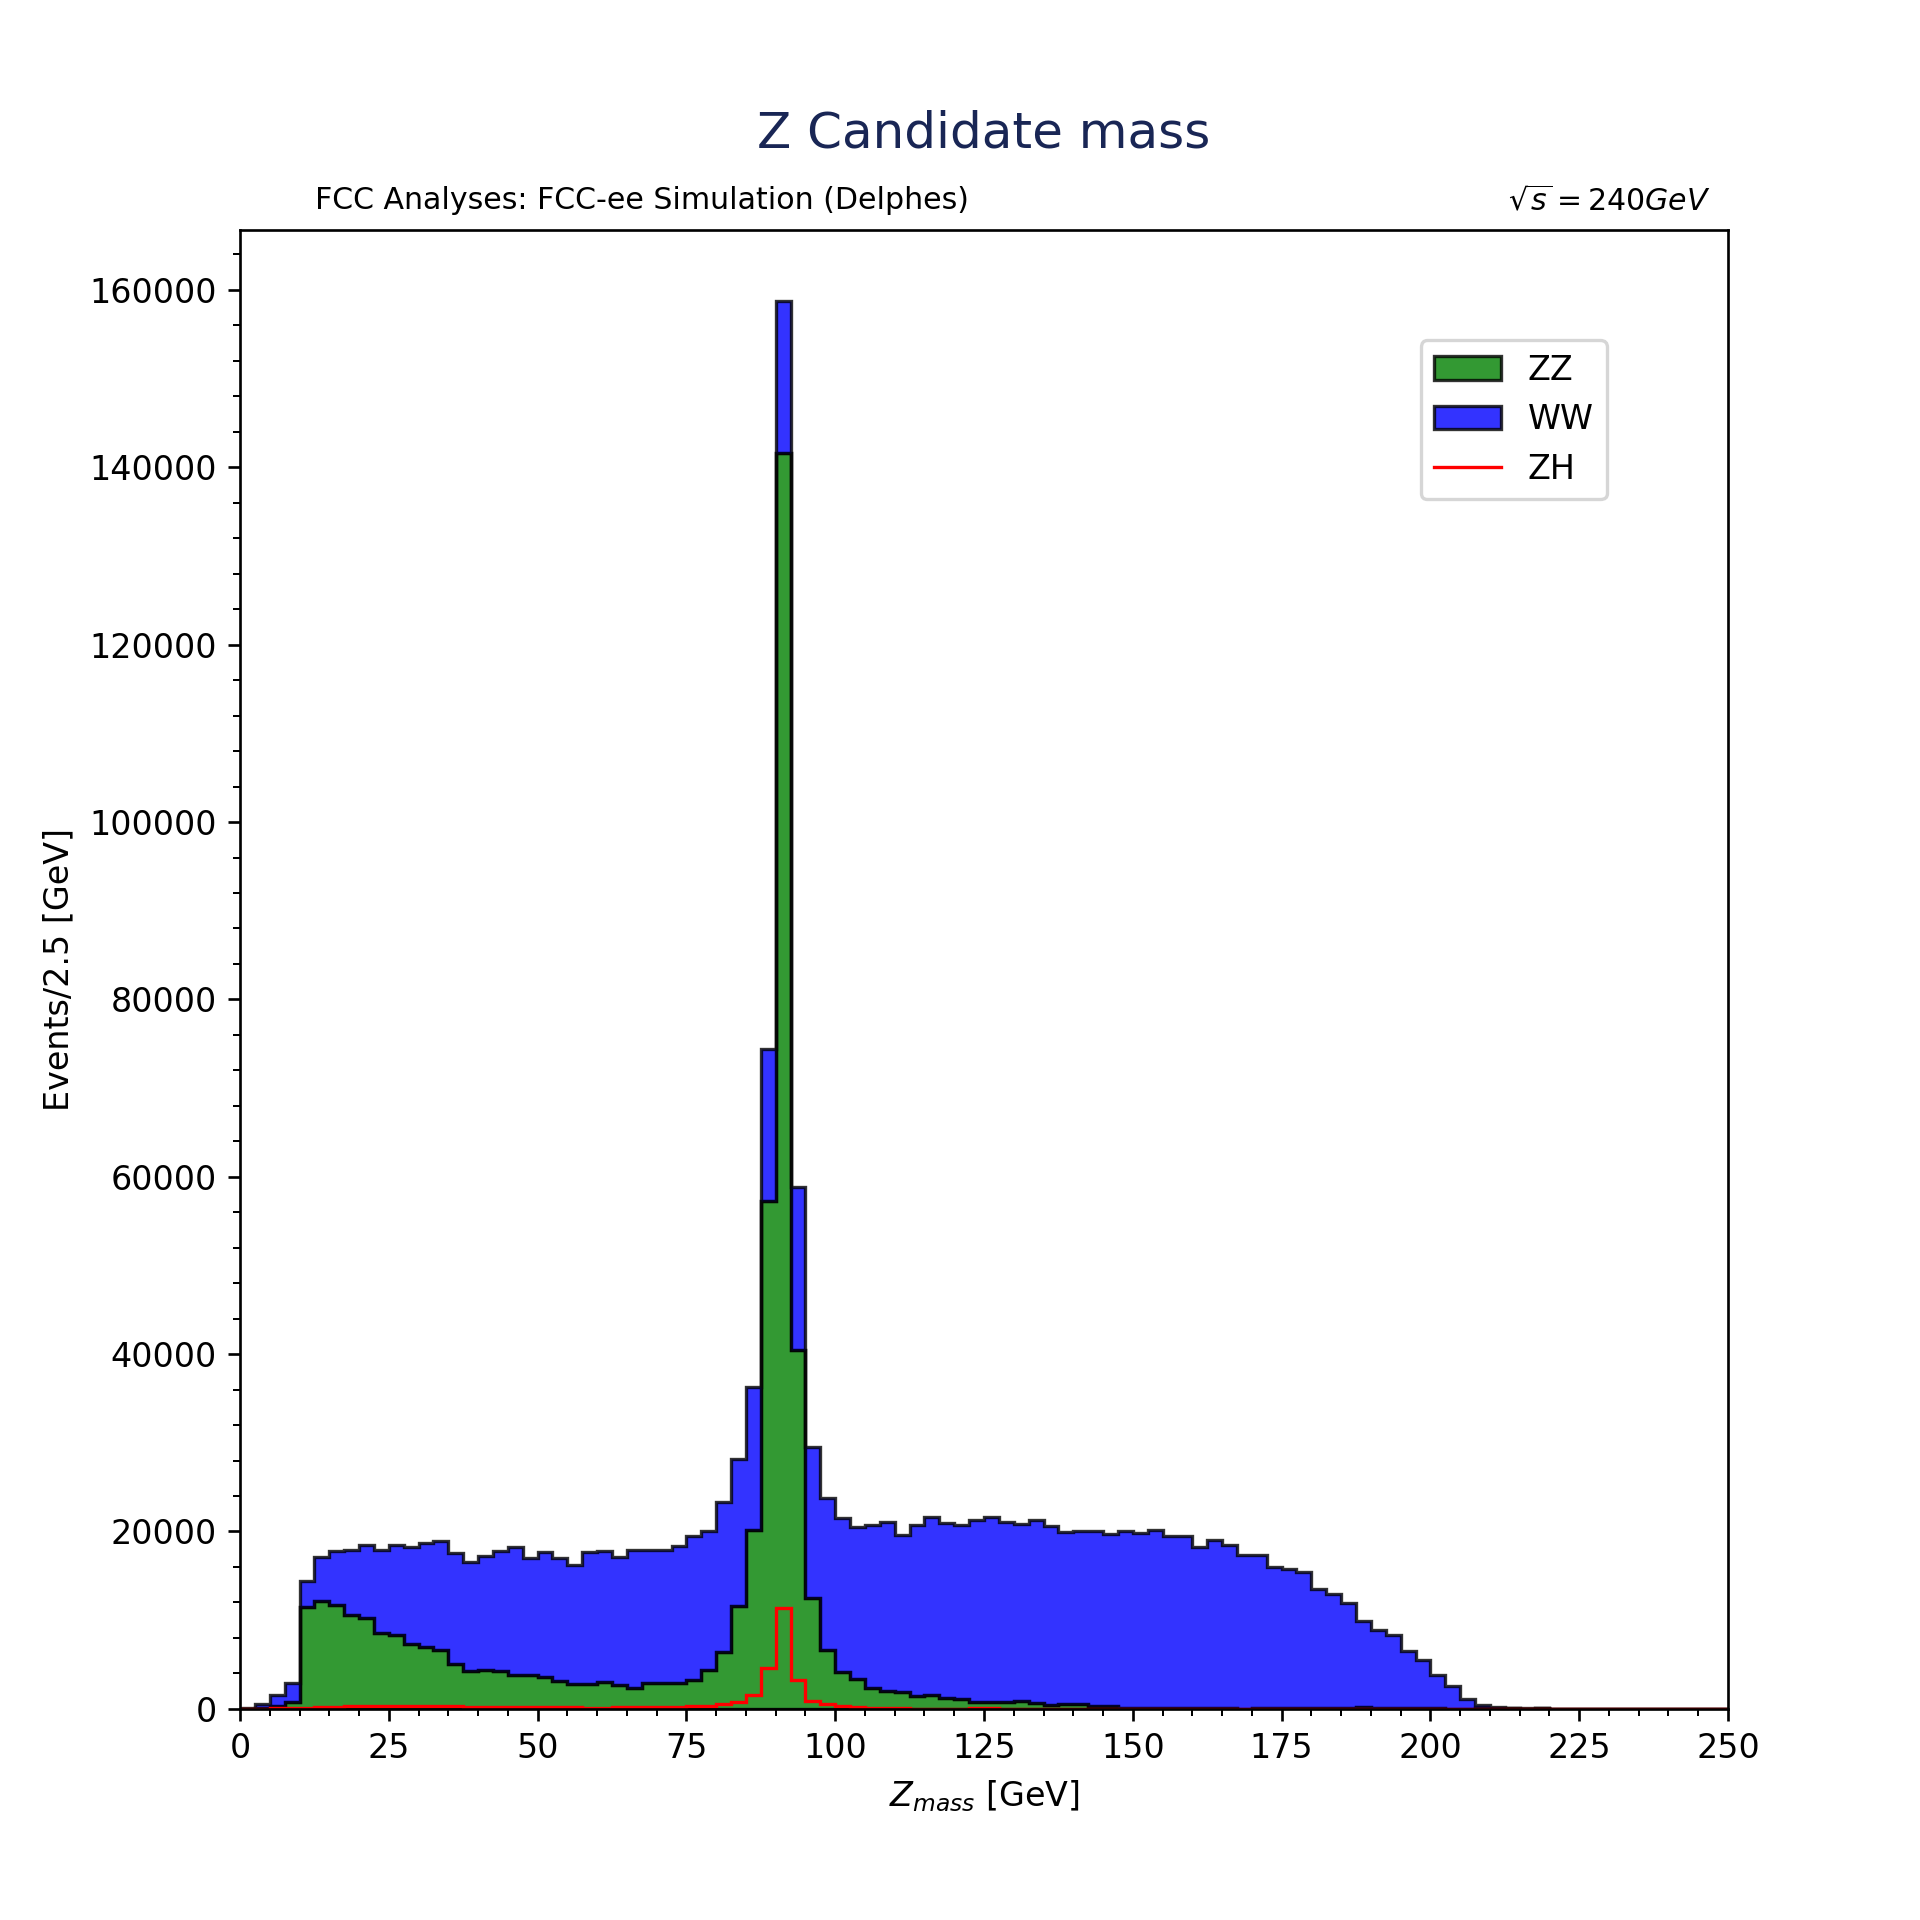 Z Candidate mass
FCC Analyses: FCC-ee Simulation (Delphes)
√s = 240GeV
160000
140000
120000
100000
80000
60000
40000
20000
0
Events/2.5 [GeV]
ZZ
WW
ZH
0 25 50 75 100 125 150 175 200 225 250
Z_mass [GeV]